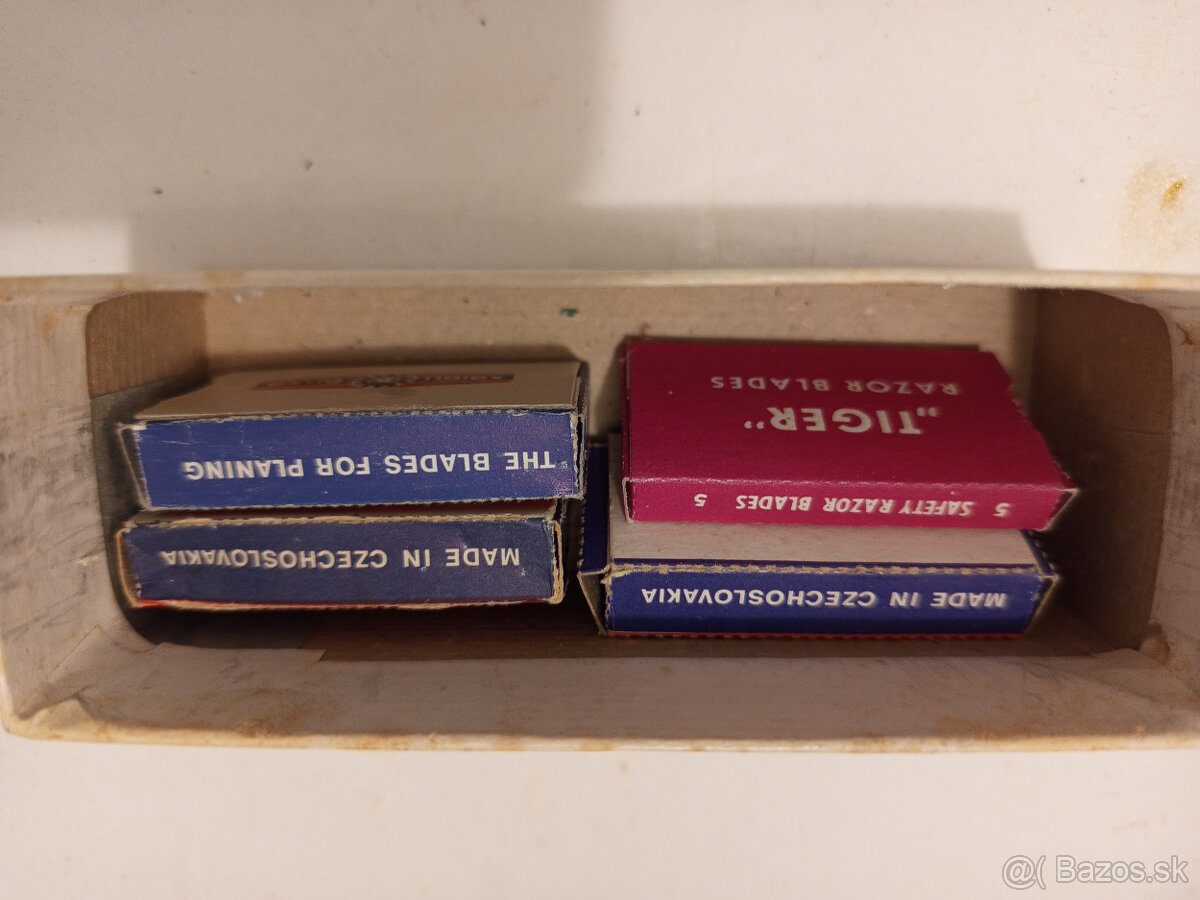 THE BLADES FOR PLANING
MADE IN CZECHOSLOVAKIA
5 SAFETY RAZOR BLADES 5
„TIGER”
RAZOR BLADES
MADE IN CZECHOSLOVAKIA
@( Bazos.sk